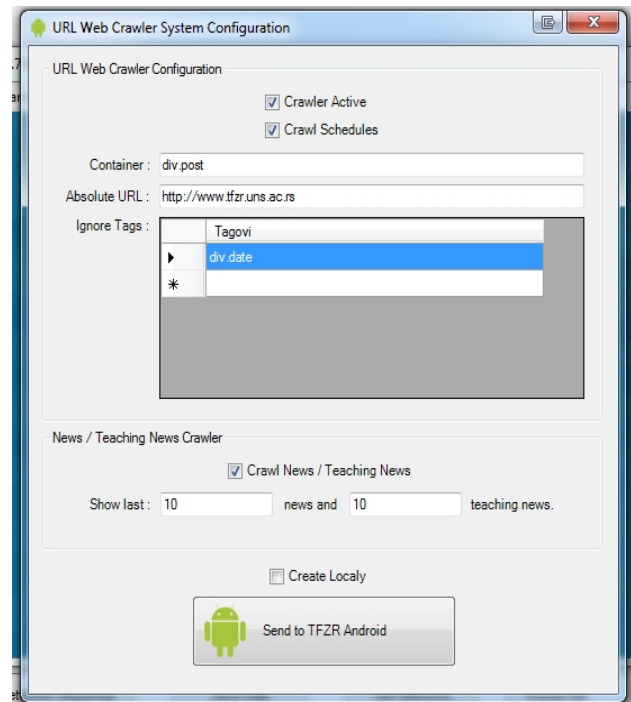 URL Web Crawler System Configuration
URL Web Crawler Configuration
Crawler Active
Crawl Schedules
Container : div.post
Absolute URL : http://www.tfzr.uns.ac.rs
Ignore Tags :
Tagovi
div.date
News / Teaching News Crawler
Crawl News / Teaching News
Show last : 10 news and 10 teaching news.
Create Localy
Send to TFZR Android